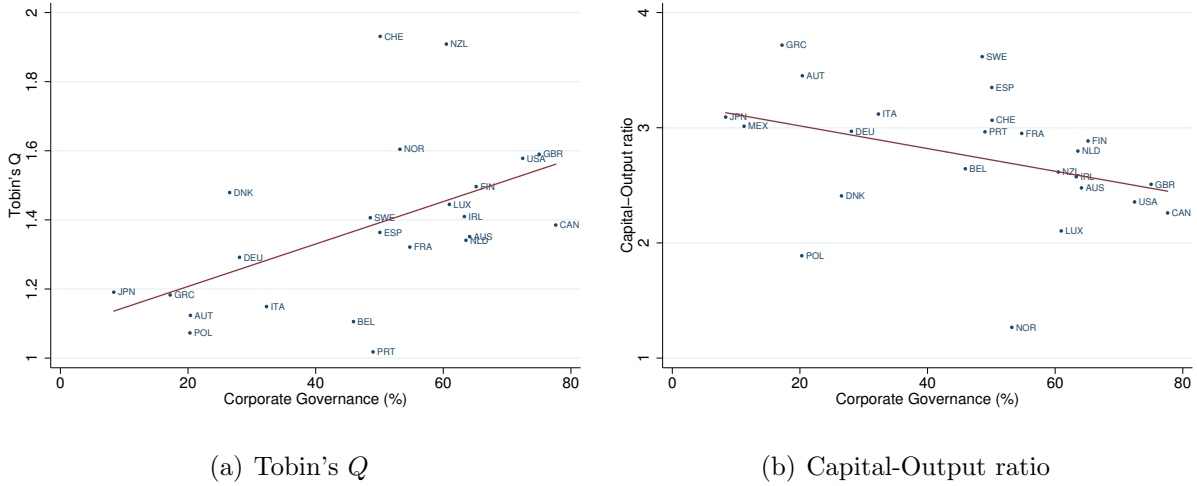 2
CHE
NZL
1.8
Tobin's Q
1.6
NOR
GBR
USA
DNK
FIN
LUX
1.4
SWE
IRL
CAN
ESP
AUS
NLD
FRA
DEU
1.2
JPN
GRC
ITA
AUT
BEL
POL
PRT
1
0 20 40 60 80
Corporate Governance (%)
(a) Tobin's Q
4
GRC
SWE
AUT
ESP
Capital−Output ratio
JPN
ITA
CHE
3
MEX
DEU
PRT
FRA
FIN
NLD
BEL
NZL
IRL
GBR
AUS
DNK
USA
CAN
LUX
2
POL
NOR
1
0 20 40 60 80
Corporate Governance (%)
(b) Capital-Output ratio